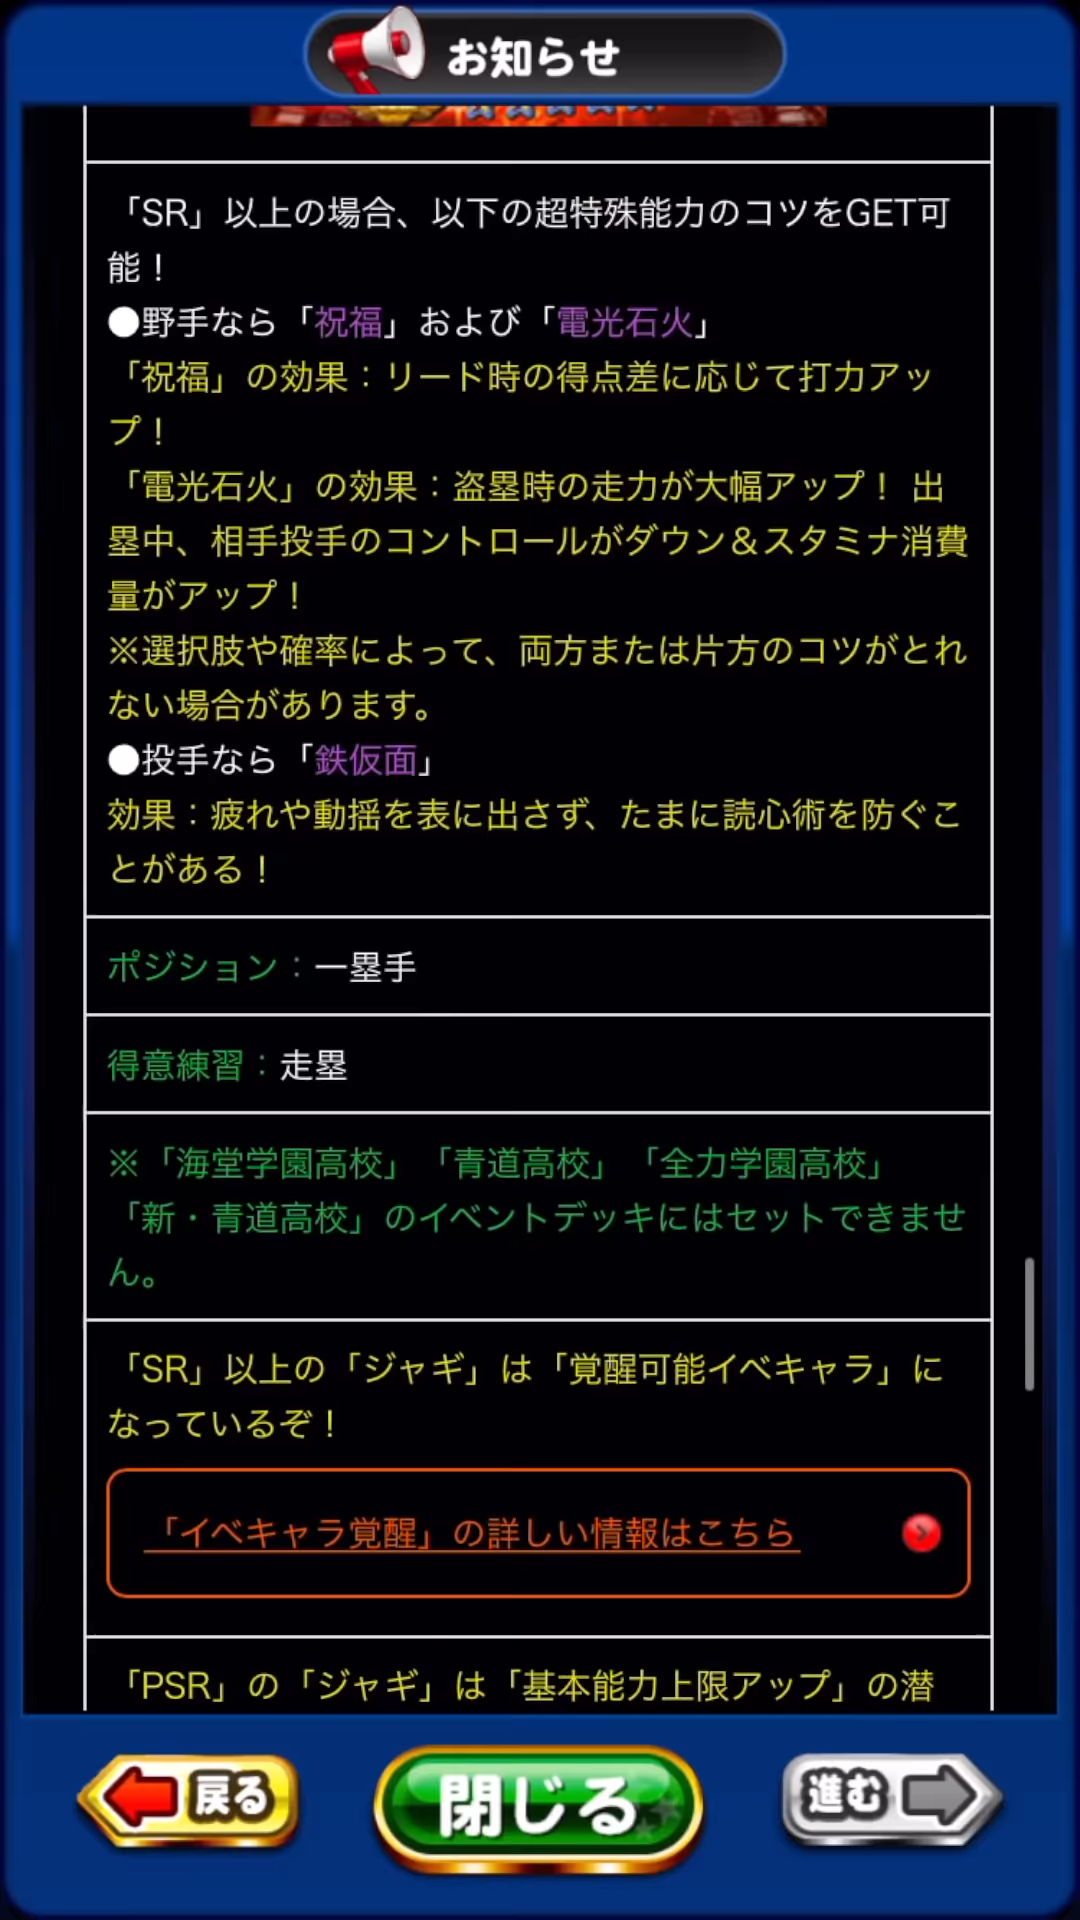 お知らせ
「SR」以上の場合、以下の超特殊能力のコツをGET可
能！
●野手なら「祝福」および「電光石火」
「祝福」の効果：リード時の得点差に応じて打力アッ
プ！
「電光石火」の効果：盗塁時の走力が大幅アップ！ 出
塁中、相手投手のコントロールがダウン＆スタミナ消費
量がアップ！
※選択肢や確率によって、両方または片方のコツがとれ
ない場合があります。
●投手なら「鉄仮面」
効果：疲れや動揺を表に出さず、たまに読心術を防ぐこ
とがある！
ポジション：一塁手
得意練習：走塁
※「海堂学園高校」「青道高校」「全力学園高校」
「新・青道高校」のイベントデッキにはセットできませ
ん。
「SR」以上の「ジャギ」は「覚醒可能イベキャラ」に
なっているぞ！
「イベキャラ覚醒」の詳しい情報はこちら
「PSR」の「ジャギ」は「基本能力上限アップ」の潜
戻る
閉じる
進む